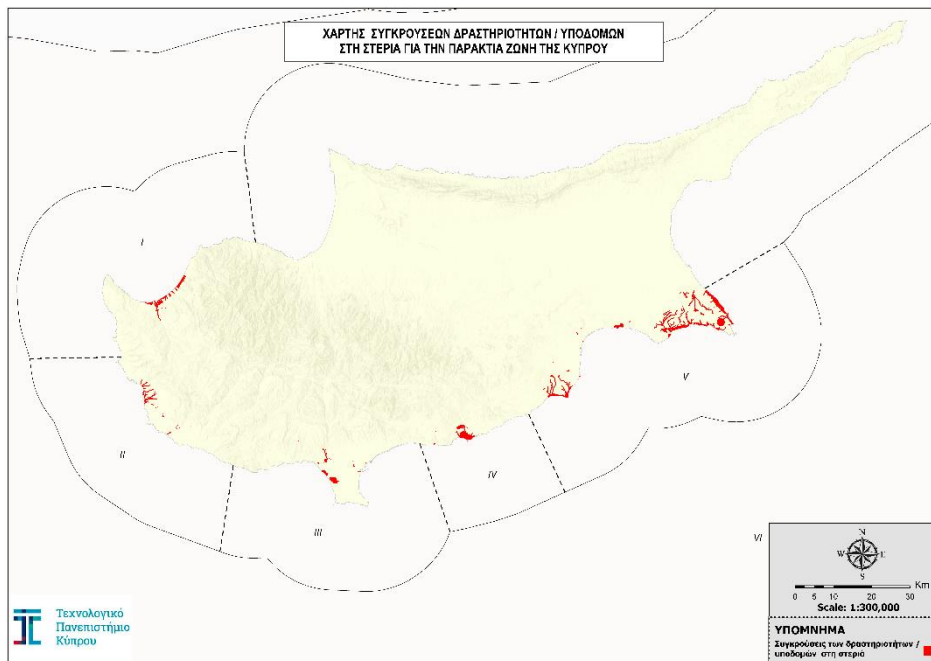 ΧΑΡΤΗΣ ΣΥΓΚΡΟΥΣΕΩΝ ΔΡΑΣΤΗΡΙΟΤΗΤΩΝ / ΥΠΟΔΟΜΩΝ
ΣΤΗ ΣΤΕΡΙΑ ΓΙΑ ΤΗΝ ΠΑΡΑΚΤΙΑ ΖΩΝΗ ΤΗΣ ΚΥΠΡΟΥ
I
V
II
IV
III
VI
N
W E
S
Km
0 5 10 20 30
Scale: 1:300,000
ΥΠΟΜΝΗΜΑ
Συγκρούσεις των δραστηριοτήτων /
υποδομών στη στεριά
Τεχνολογικό
Πανεπιστήμιο
Κύπρου